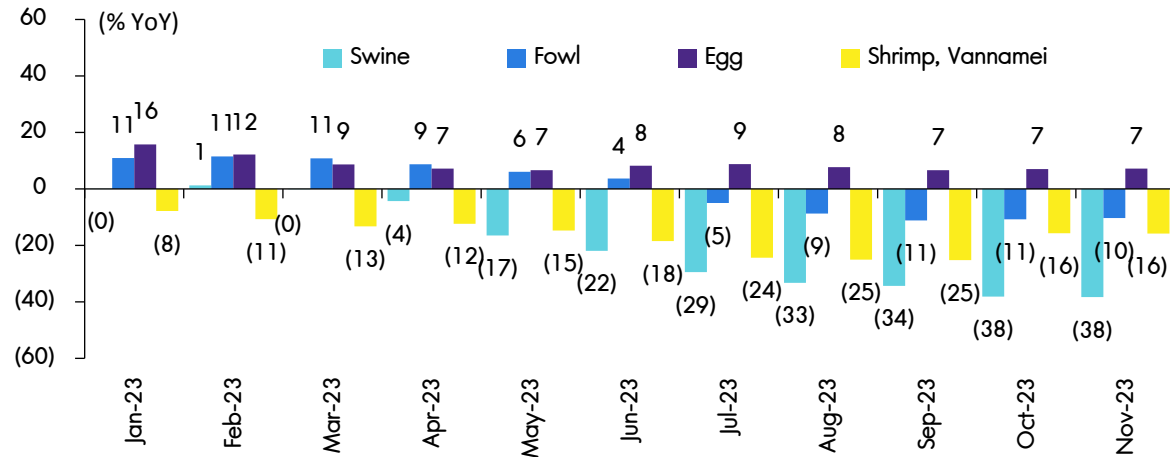 60 (% YoY)
Swine Fowl Egg Shrimp, Vannamei
40
20
11 16 1 11 12 11 9 9 7 6 7 4 8 9 8 7 7 7
0
(0) (8) (11) (0) (13) (4) (12) (17) (15) (22) (18) (29) (5) (24) (33) (9) (25) (34) (11) (25) (38) (11) (16) (38) (10) (16)
(20)
(40)
(60)
Jan-23 Feb-23 Mar-23 Apr-23 May-23 Jun-23 Jul-23 Aug-23 Sep-23 Oct-23 Nov-23